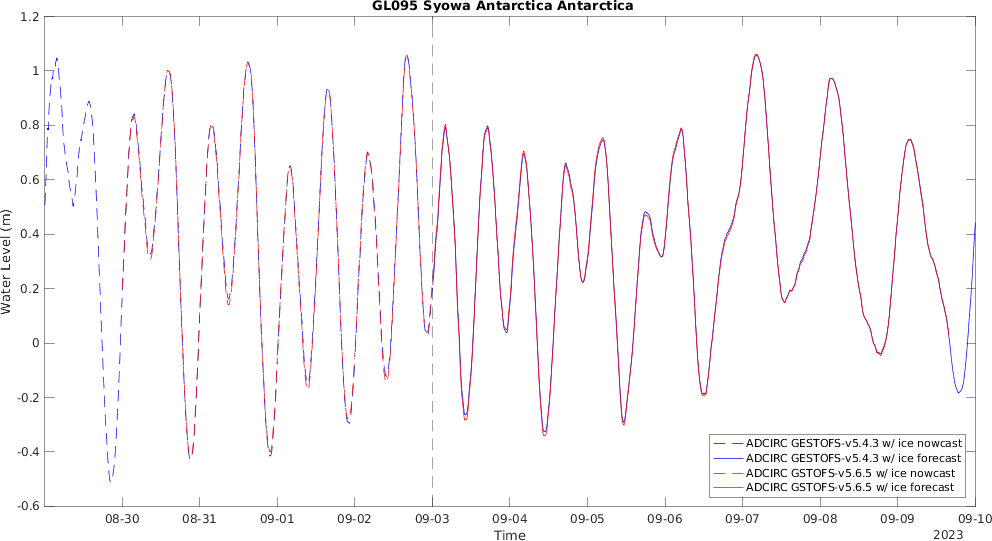 GL095 Syowa Antarctica Antarctica
1.2
1
0.8
0.6
0.4
0.2
0
-0.2
-0.4
-0.6
Water Level (m)
08-30 08-31 09-01 09-02 09-03 09-04 09-05 09-06 09-07 09-08 09-09 09-10
Time
2023
ADCIRC GESTOFS-v5.4.3 w/ ice nowcast
ADCIRC GESTOFS-v5.4.3 w/ ice forecast
ADCIRC GSTOFS-v5.6.5 w/ ice nowcast
ADCIRC GSTOFS-v5.6.5 w/ ice forecast